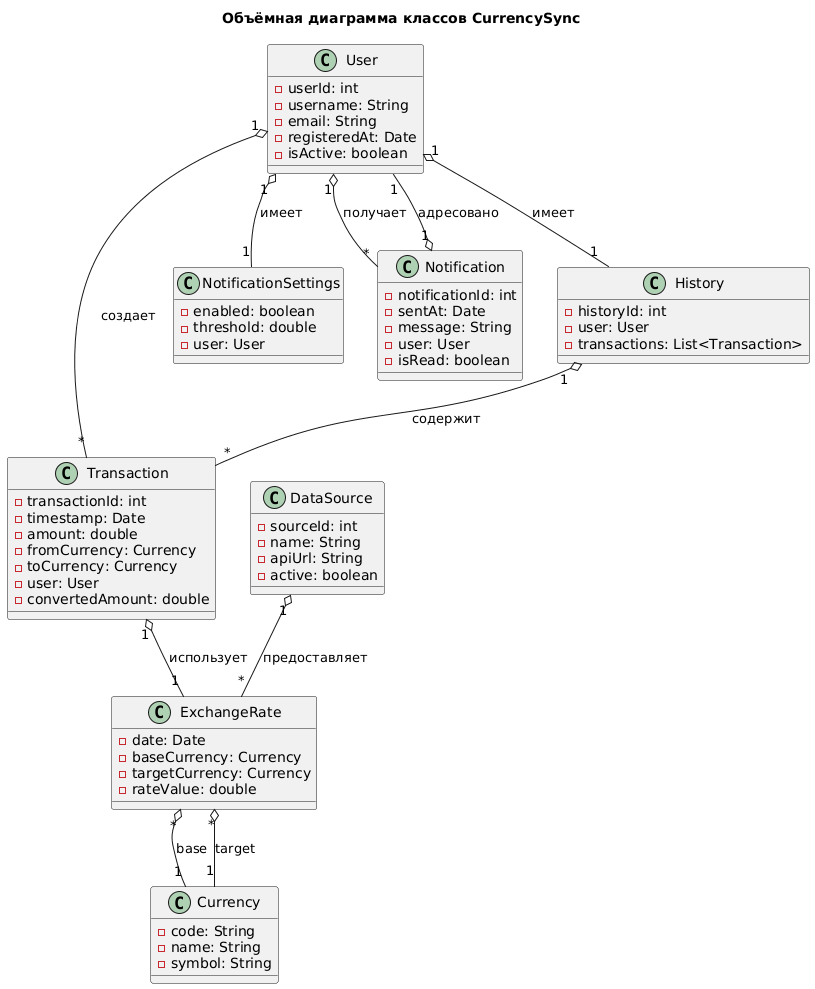 Объёмная диаграмма классов CurrencySync
C User
userId: int
username: String
email: String
registeredAt: Date
isActive: boolean
1
1
1
1
1
имеет
получает
адресовано
имеет
1
*
1
1
C NotificationSettings
enabled: boolean
threshold: double
user: User
C Notification
notificationId: int
sentAt: Date
message: String
user: User
isRead: boolean
C History
historyId: int
user: User
transactions: List<Transaction>
создает
1
содержит
*
*
C Transaction
transactionId: int
timestamp: Date
amount: double
fromCurrency: Currency
toCurrency: Currency
user: User
convertedAmount: double
C DataSource
sourceId: int
name: String
apiUrl: String
active: boolean
1
1
использует
предоставляет
1
*
C ExchangeRate
date: Date
baseCurrency: Currency
targetCurrency: Currency
rateValue: double
*
*
base
target
1
1
C Currency
code: String
name: String
symbol: String